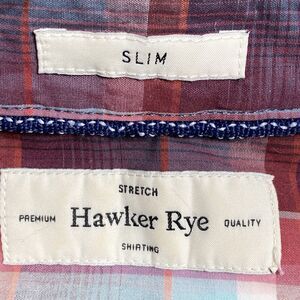 SLIM
STRETCH
PREMIUM Hawker Rye QUALITY
SHIRTING